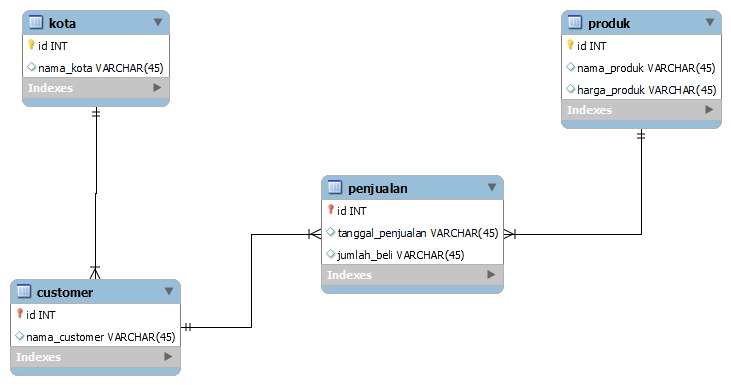 kota
id INT
nama_kota VARCHAR(45)
Indexes
produk
id INT
nama_produk VARCHAR(45)
harga_produk VARCHAR(45)
Indexes
penjualan
id INT
tanggal_penjualan VARCHAR(45)
jumlah_beli VARCHAR(45)
Indexes
customer
id INT
nama_customer VARCHAR(45)
Indexes